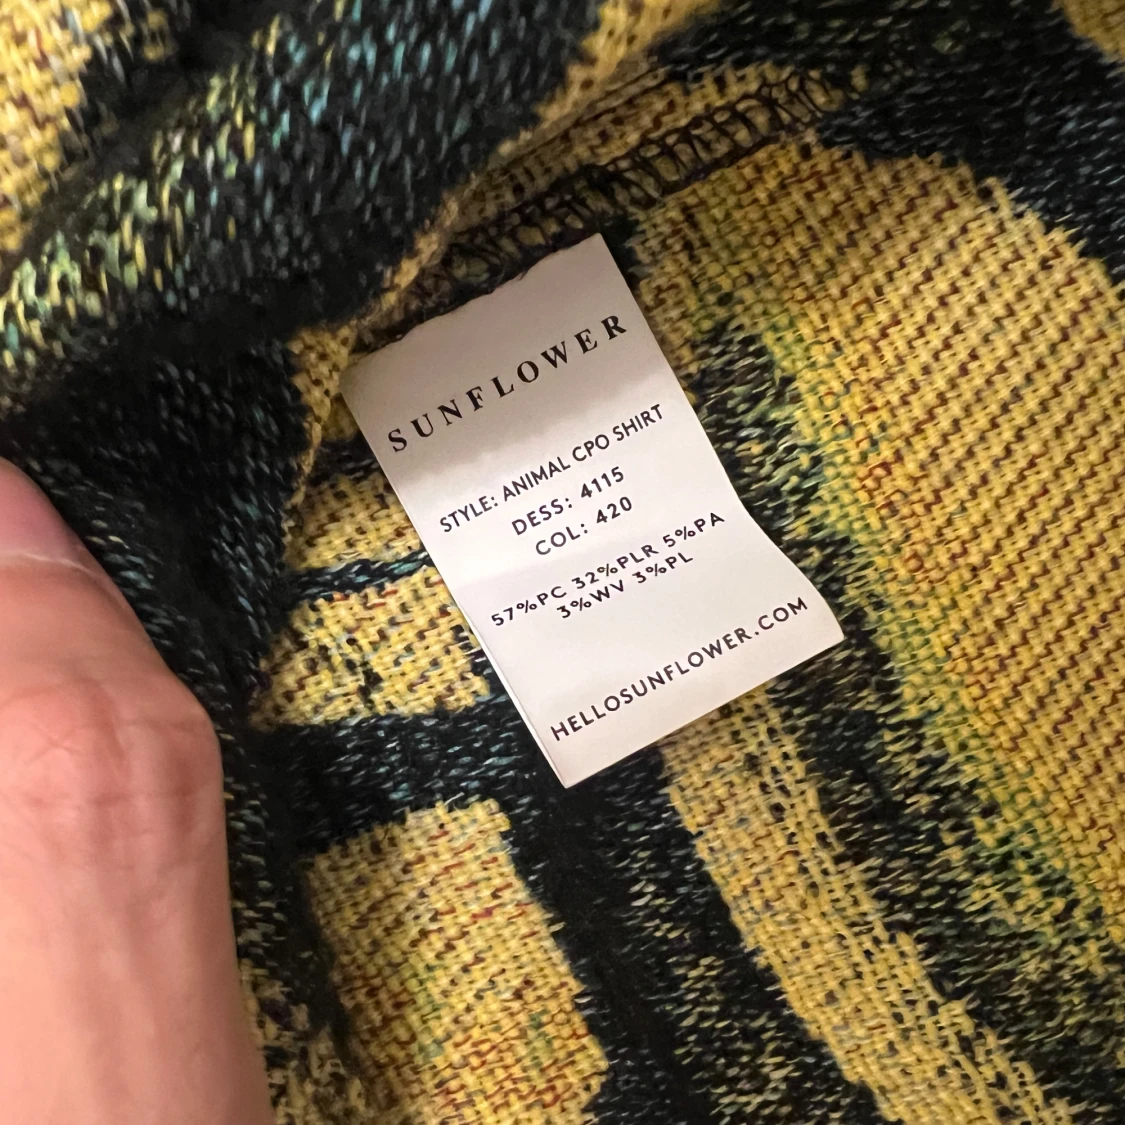 SUNFLOWER
STYLE: ANIMAL CPO SHIRT
DESS: 4115
COL: 420
57%PC 32%PLR 5%PA
3%WV 3%PL
HELLOSUNFLOWER.COM